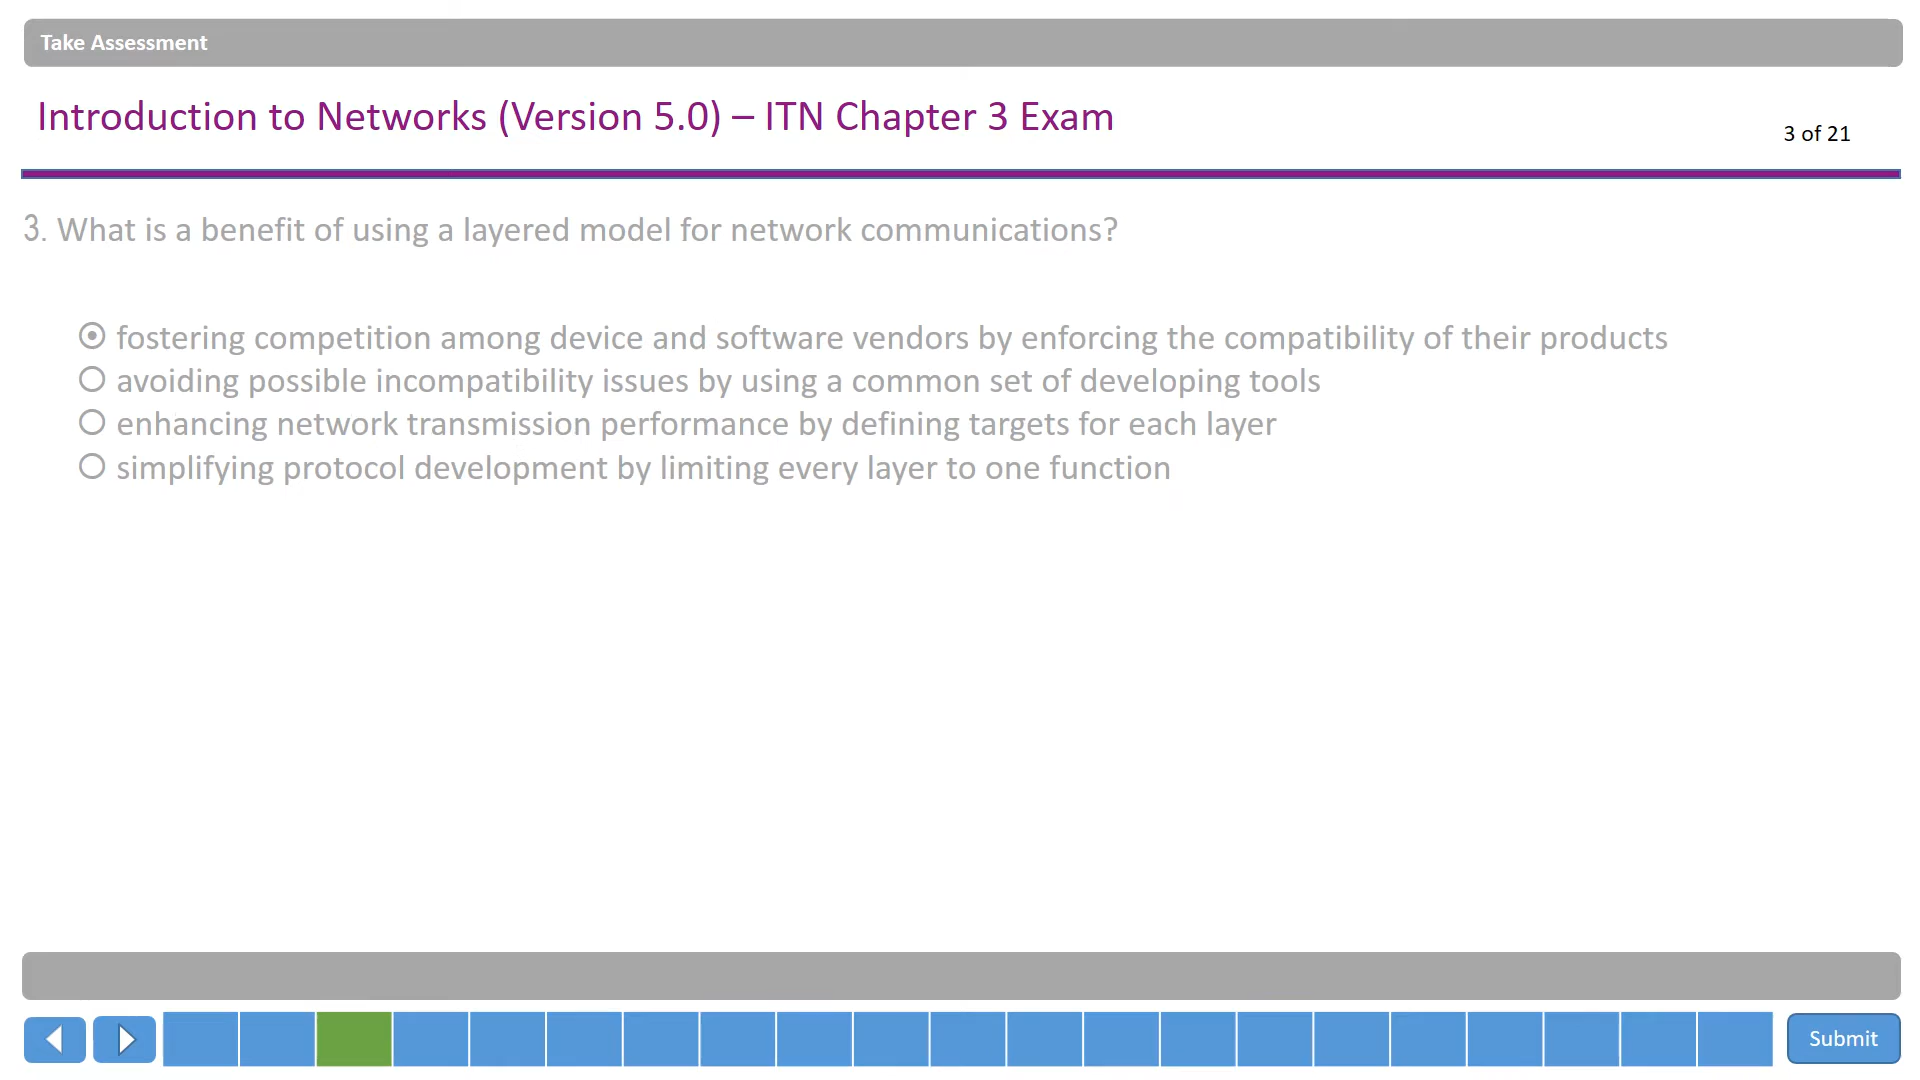 Take Assessment
Introduction to Networks (Version 5.0) – ITN Chapter 3 Exam
3 of 21
3. What is a benefit of using a layered model for network communications?
fostering competition among device and software vendors by enforcing the compatibility of their products
avoiding possible incompatibility issues by using a common set of developing tools
enhancing network transmission performance by defining targets for each layer
simplifying protocol development by limiting every layer to one function
Submit